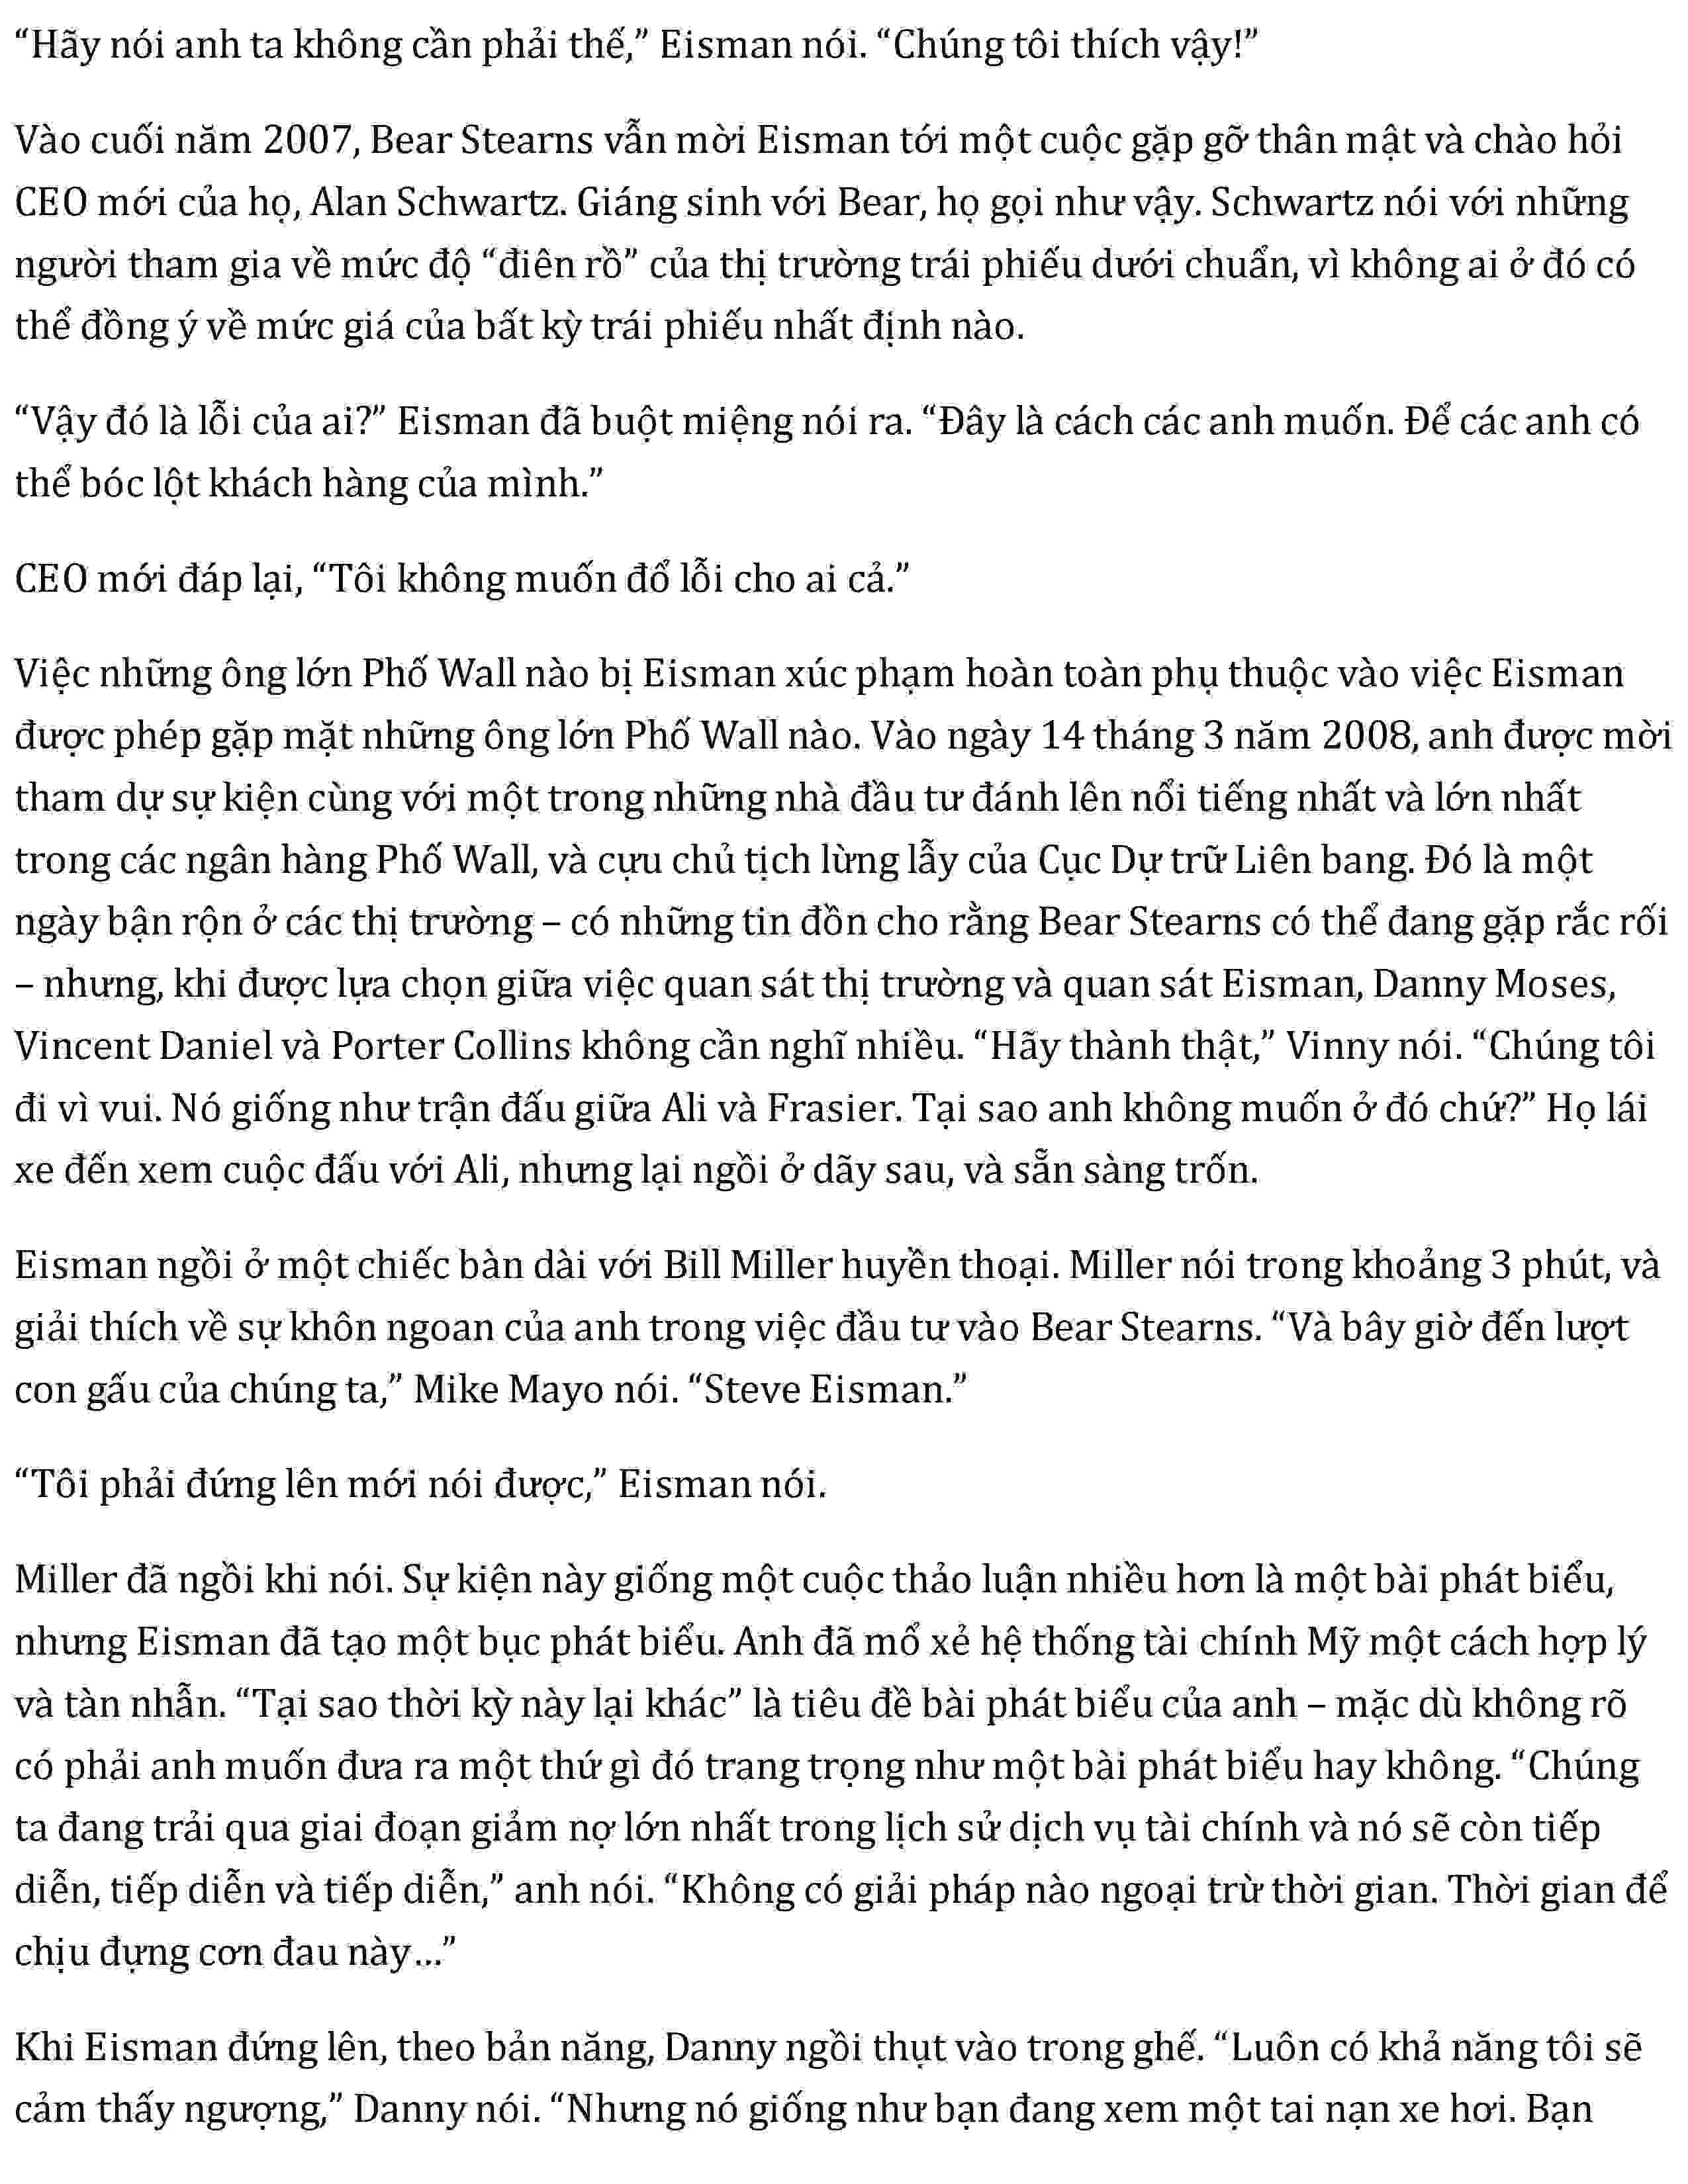 “Hãy nói anh ta không cần phải thế,” Eisman nói. “Chúng tôi thích vậy!”
Vào cuối năm 2007, Bear Stearns vẫn mời Eisman tới một cuộc gặp gỡ thân mật và chào hỏi
CEO mới của họ, Alan Schwartz. Giáng sinh với Bear, họ gọi như vậy. Schwartz nói với những
người tham gia về mức độ “điên rồ” của thị trường trái phiếu dưới chuẩn, vì không ai ở đó có
thể đồng ý về mức giá của bất kỳ trái phiếu nhất định nào.
“Vậy đó là lỗi của ai?” Eisman đã buột miệng nói ra. “Đây là cách các anh muốn. Để các anh có
thể bóc lột khách hàng của mình.”
CEO mới đáp lại, “Tôi không muốn đổ lỗi cho ai cả.”
Việc những ông lớn Phố Wall nào bị Eisman xúc phạm hoàn toàn phụ thuộc vào việc Eisman
được phép gặp mặt những ông lớn Phố Wall nào. Vào ngày 14 tháng 3 năm 2008, anh được mời
tham dự sự kiện cùng với một trong những nhà đầu tư đánh lên nổi tiếng nhất và lớn nhất
trong các ngân hàng Phố Wall, và cựu chủ tịch lừng lẫy của Cục Dự trữ Liên bang. Đó là một
ngày bận rộn ở các thị trường – có những tin đồn cho rằng Bear Stearns có thể đang gặp rắc rối
– nhưng, khi được lựa chọn giữa việc quan sát thị trường và quan sát Eisman, Danny Moses,
Vincent Daniel và Porter Collins không cần nghĩ nhiều. “Hãy thành thật,” Vinny nói. “Chúng tôi
đi vì vui. Nó giống như trận đấu giữa Ali và Frasier. Tại sao anh không muốn ở đó chứ?” Họ lái
xe đến xem cuộc đấu với Ali, nhưng lại ngồi ở dãy sau, và sẵn sàng trốn.
Eisman ngồi ở một chiếc bàn dài với Bill Miller huyền thoại. Miller nói trong khoảng 3 phút, và
giải thích về sự khôn ngoan của anh trong việc đầu tư vào Bear Stearns. “Và bây giờ đến lượt
con gấu của chúng ta,” Mike Mayo nói. “Steve Eisman.”
“Tôi phải đứng lên mới nói được,” Eisman nói.
Miller đã ngồi khi nói. Sự kiện này giống một cuộc thảo luận nhiều hơn là một bài phát biểu,
nhưng Eisman đã tạo một bục phát biểu. Anh đã mổ xẻ hệ thống tài chính Mỹ một cách hợp lý
và tàn nhẫn. “Tại sao thời kỳ này lại khác” là tiêu đề bài phát biểu của anh – mặc dù không rõ
có phải anh muốn đưa ra một thứ gì đó trang trọng như một bài phát biểu hay không. “Chúng
ta đang trải qua giai đoạn giảm nợ lớn nhất trong lịch sử dịch vụ tài chính và nó sẽ còn tiếp
diễn, tiếp diễn và tiếp diễn,” anh nói. “Không có giải pháp nào ngoại trừ thời gian. Thời gian để
chịu đựng cơn đau này…”
Khi Eisman đứng lên, theo bản năng, Danny ngồi thụt vào trong ghế. “Luôn có khả năng tôi sẽ
cảm thấy ngượng,” Danny nói. “Nhưng nó giống như bạn đang xem một tai nạn xe hơi. Bạn